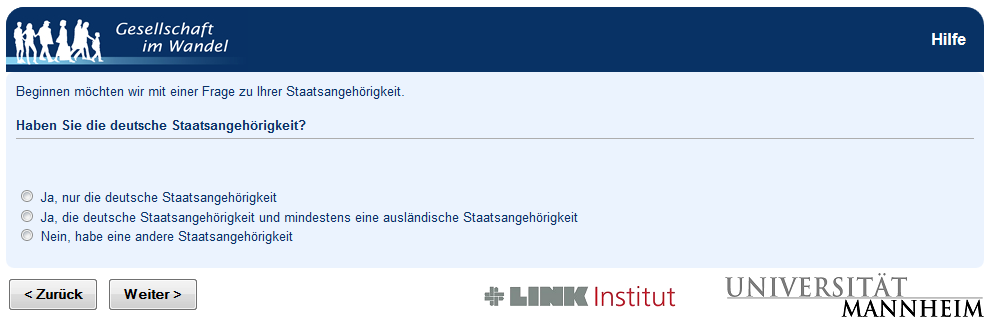 Gesellschaft
im Wandel
Hilfe
Beginnen möchten wir mit einer Frage zu Ihrer Staatsangehörigkeit.
Haben Sie die deutsche Staatsangehörigkeit?
Ja, nur die deutsche Staatsangehörigkeit
Ja, die deutsche Staatsangehörigkeit und mindestens eine ausländische Staatsangehörigkeit
Nein, habe eine andere Staatsangehörigkeit
< Zurück Weiter >
LINK Institut
UNIVERSITÄT
MANNHEIM